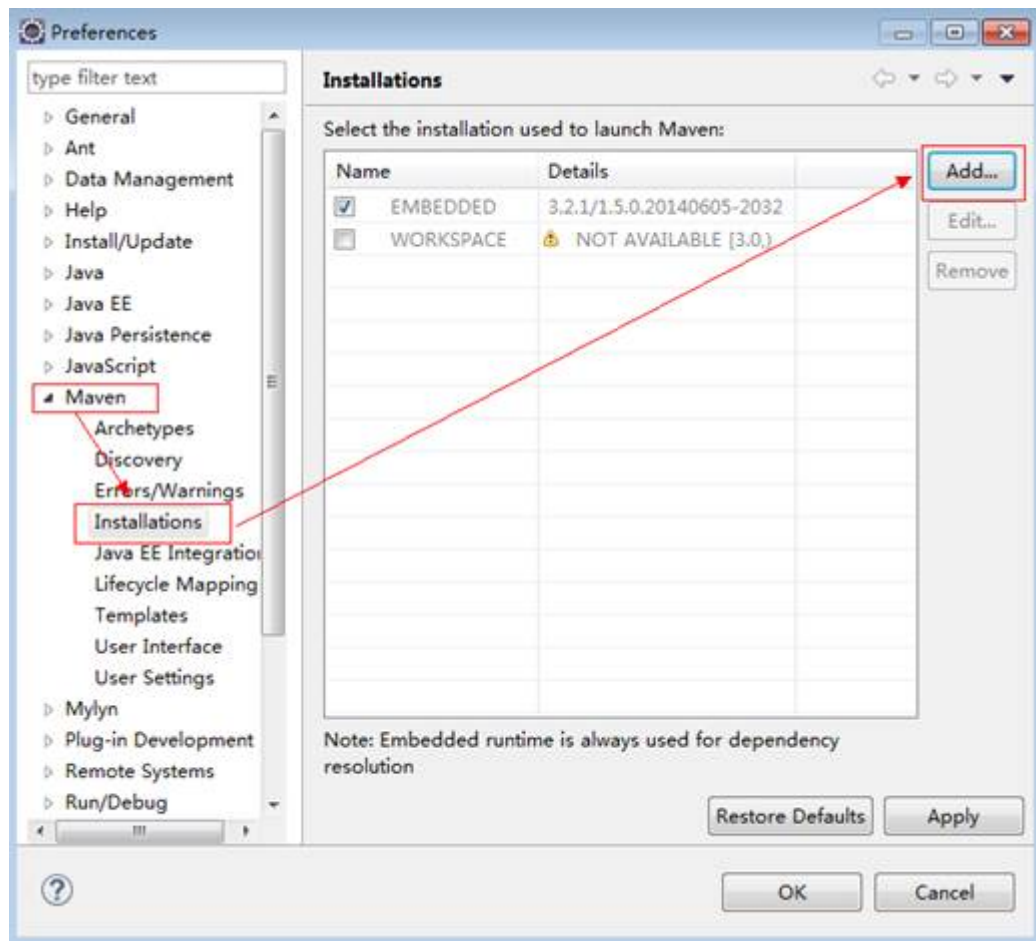 Preferences
type filter text
General
Ant
Data Management
Help
Install/Update
Java
Java EE
Java Persistence
JavaScript
Maven
Archetypes
Discovery
Errors/Warnings
Installations
Java EE Integration
Lifecycle Mapping
Templates
User Interface
User Settings
Mylyn
Plug-in Development
Remote Systems
Run/Debug
Installations
Select the installation used to launch Maven:
Name Details
EMBEDDED 3.2.1/1.5.0.20140605-2032
WORKSPACE NOT AVAILABLE [3.0,)
Add...
Edit...
Remove
Note: Embedded runtime is always used for dependency
resolution
Restore Defaults Apply
OK Cancel